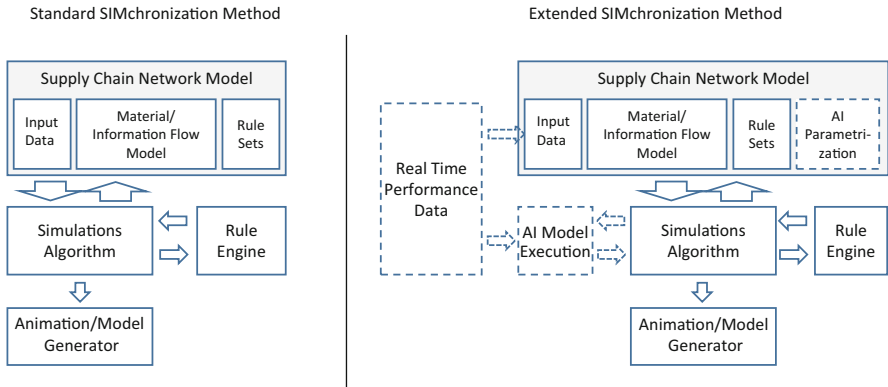 Standard SIMchronization Method
Supply Chain Network Model
Input
Data
Material/
Information Flow
Model
Rule
Sets
Simulations
Algorithm
Rule
Engine
Animation/Model
Generator
Extended SIMchronization Method
Supply Chain Network Model
Input
Data
Material/
Information Flow
Model
Rule
Sets
AI
Parametri-
zation
Real Time
Performance
Data
AI Model
Execution
Simulations
Algorithm
Rule
Engine
Animation/Model
Generator